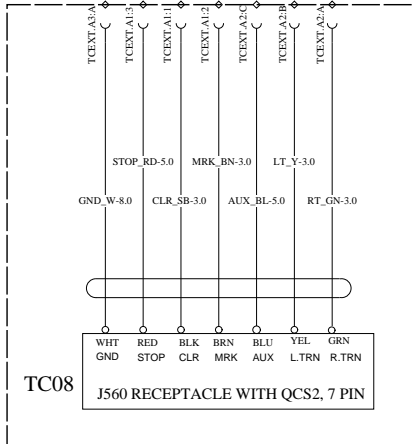 TCEXT.A3:A
TCEXT.A1:3
TCEXT.A1:1
TCEXT.A1:2
TCEXT.A2:C
TCEXT.A2:B
TCEXT.A2:A
STOP_RD-5.0 MRK_BN-3.0 LT_Y-3.0
GND_W-8.0 CLR_SB-3.0 AUX_BL-5.0 RT_GN-3.0
WHT RED BLK BRN BLU YEL GRN
GND STOP CLR MRK AUX L.TRN R.TRN
TC08
J560 RECEPTACLE WITH QCS2, 7 PIN